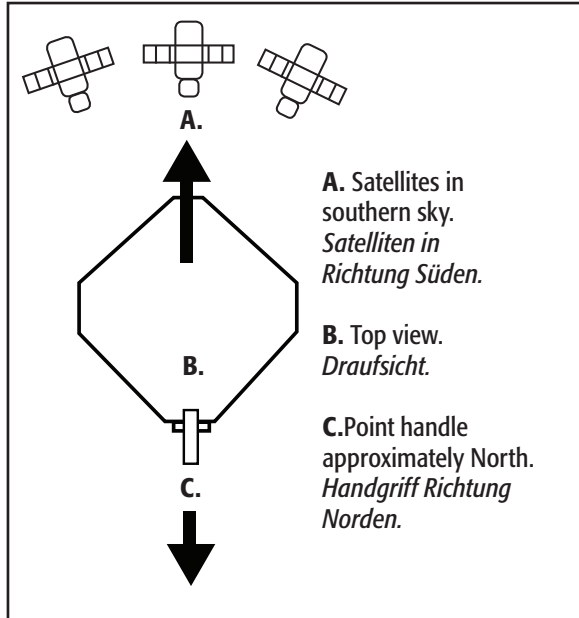 A.
A. Satellites in
southern sky.
Satelliten in
Richtung Süden.
B. Top view.
Draufsicht.
B.
C.Point handle
approximately North.
Handgriff Richtung
Norden.
C.